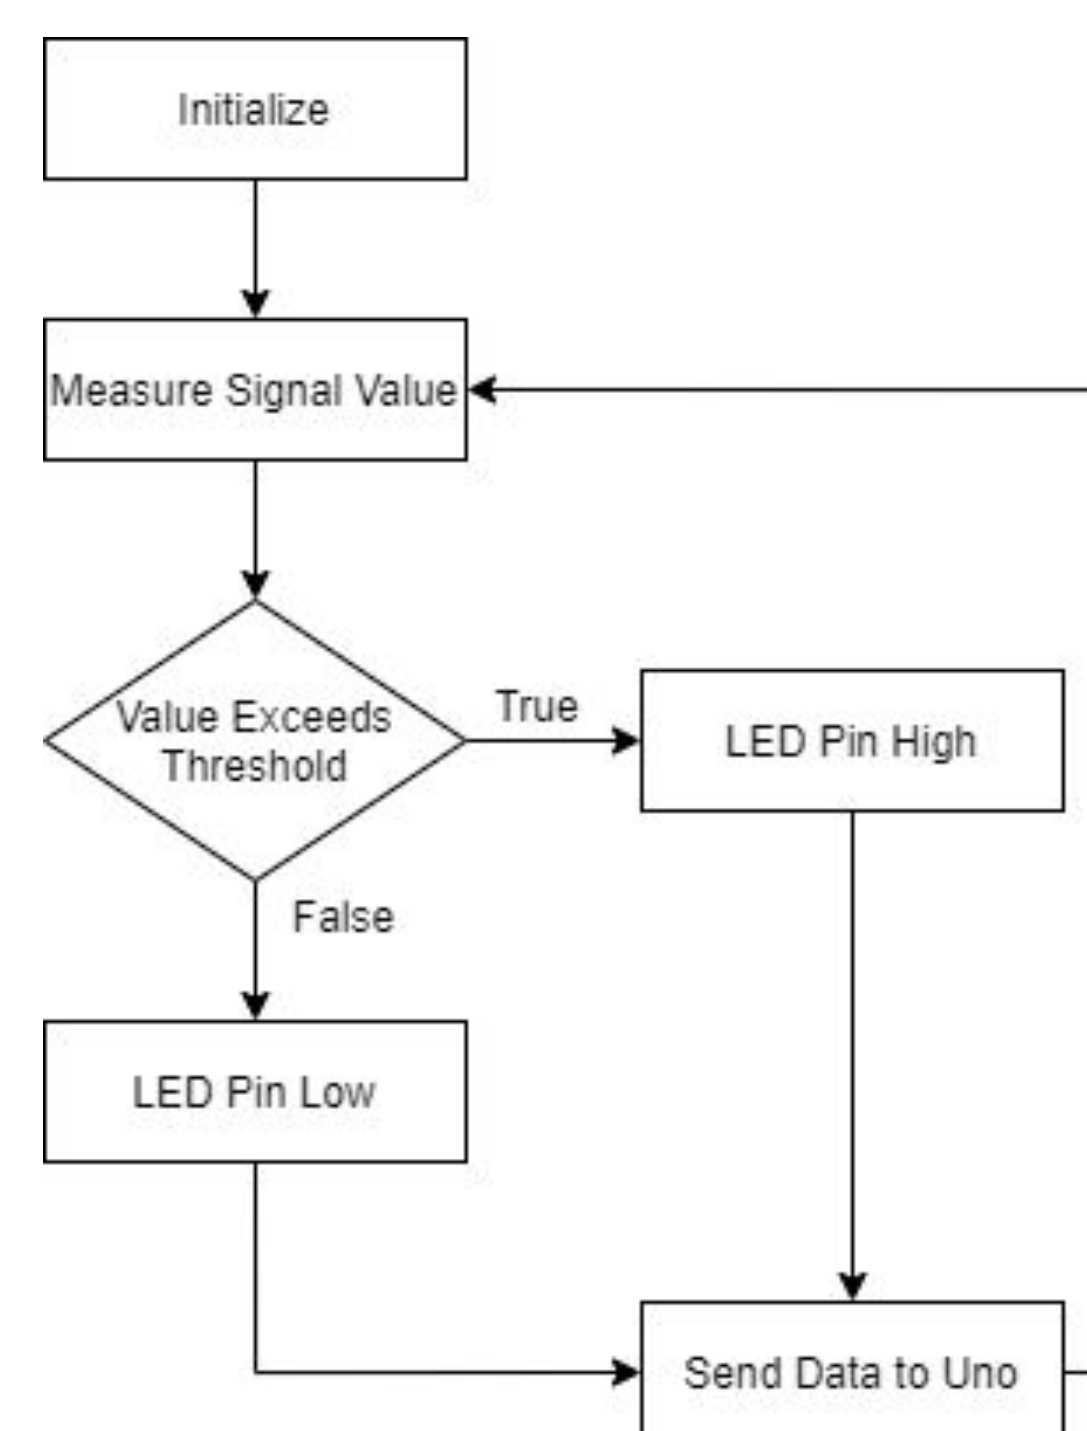 Initialize
Measure Signal Value
Value Exceeds
Threshold
True
LED Pin High
False
LED Pin Low
Send Data to Uno